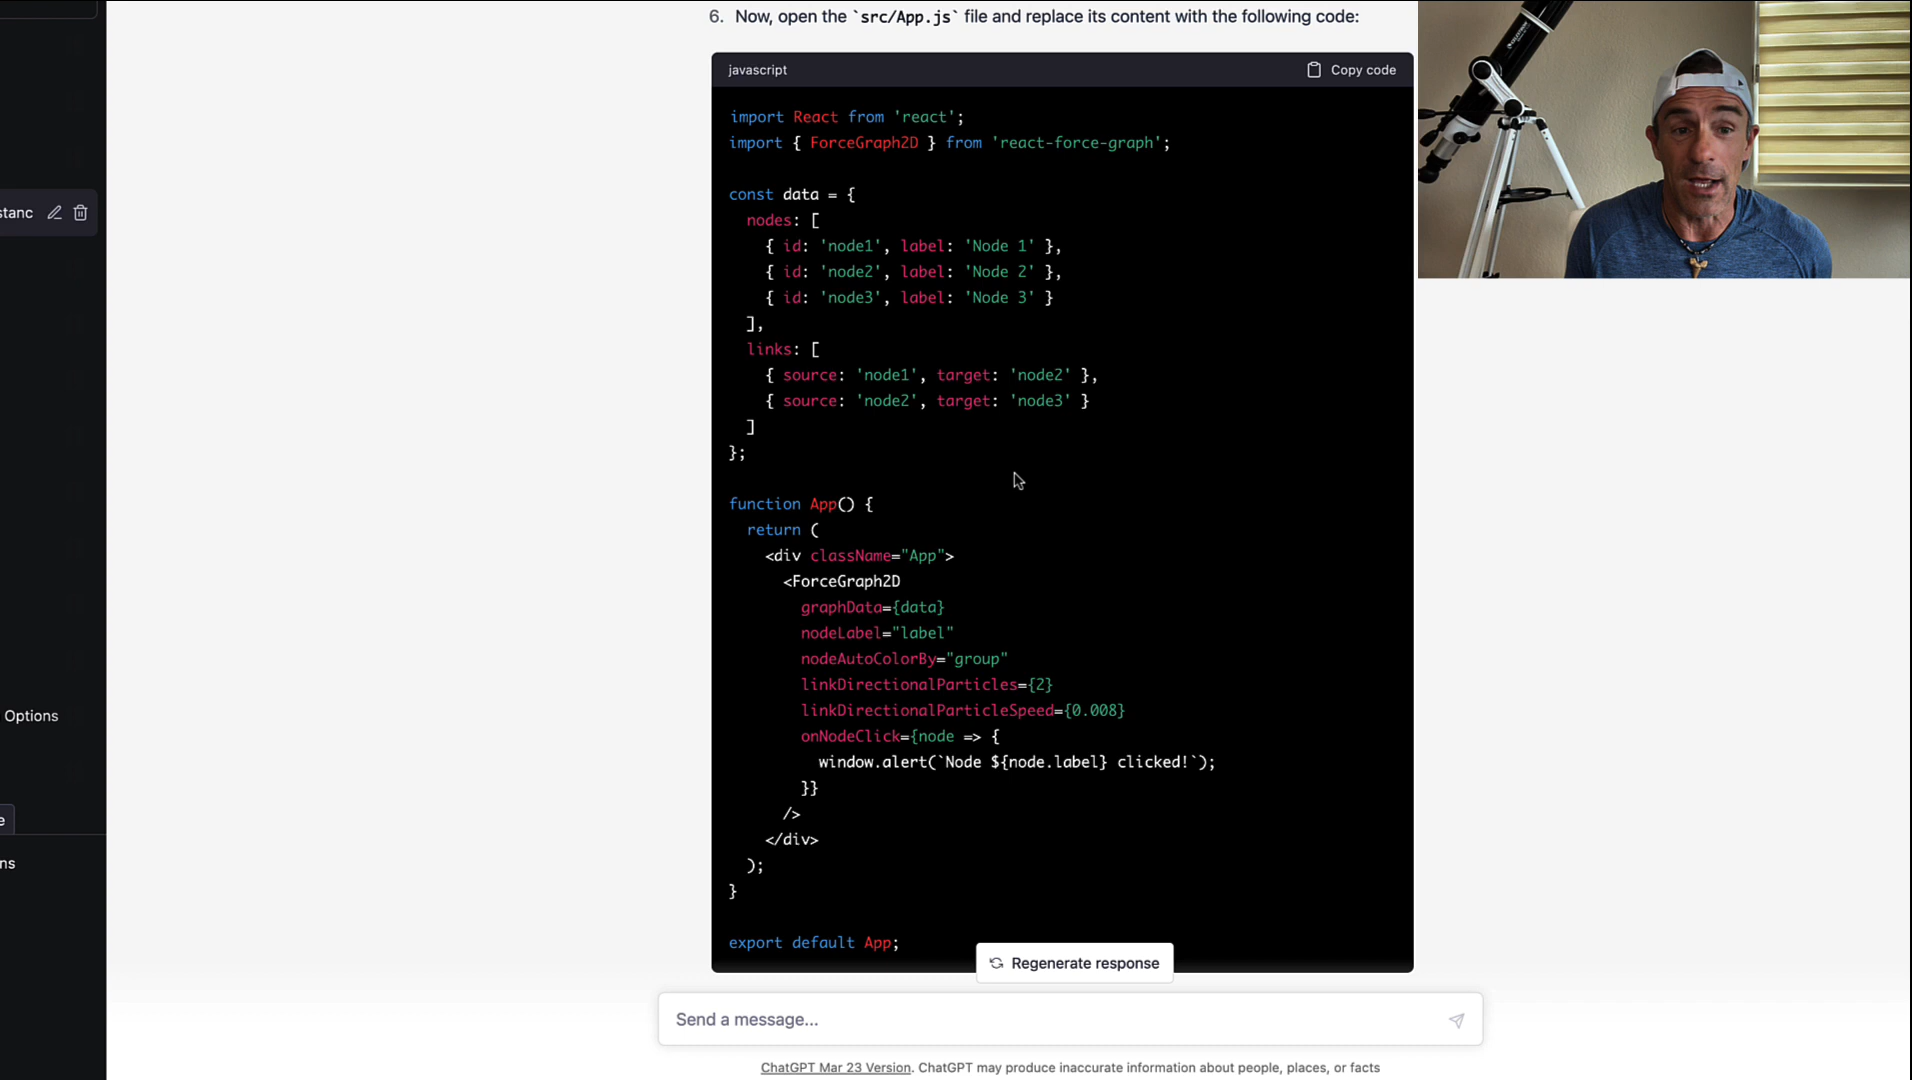 6. Now, open the `src/App.js` file and replace its content with the following code:
javascript
Copy code
import React from 'react';
import { ForceGraph2D } from 'react-force-graph';
const data = {
nodes: [
{ id: 'node1', label: 'Node 1' },
{ id: 'node2', label: 'Node 2' },
{ id: 'node3', label: 'Node 3' }
],
links: [
{ source: 'node1', target: 'node2' },
{ source: 'node2', target: 'node3' }
]
};
function App() {
return (
<div className="App">
<ForceGraph2D
graphData={data}
nodeLabel="label"
nodeAutoColorBy="group"
linkDirectionalParticles={2}
linkDirectionalParticleSpeed={0.008}
onNodeClick={node => {
window.alert(`Node ${node.label} clicked!`);
}}
/>
</div>
);
}
export default App;
stanc
Options
e
ns
Regenerate response
Send a message...
ChatGPT Mar 23 Version. ChatGPT may produce inaccurate information about people, places, or facts